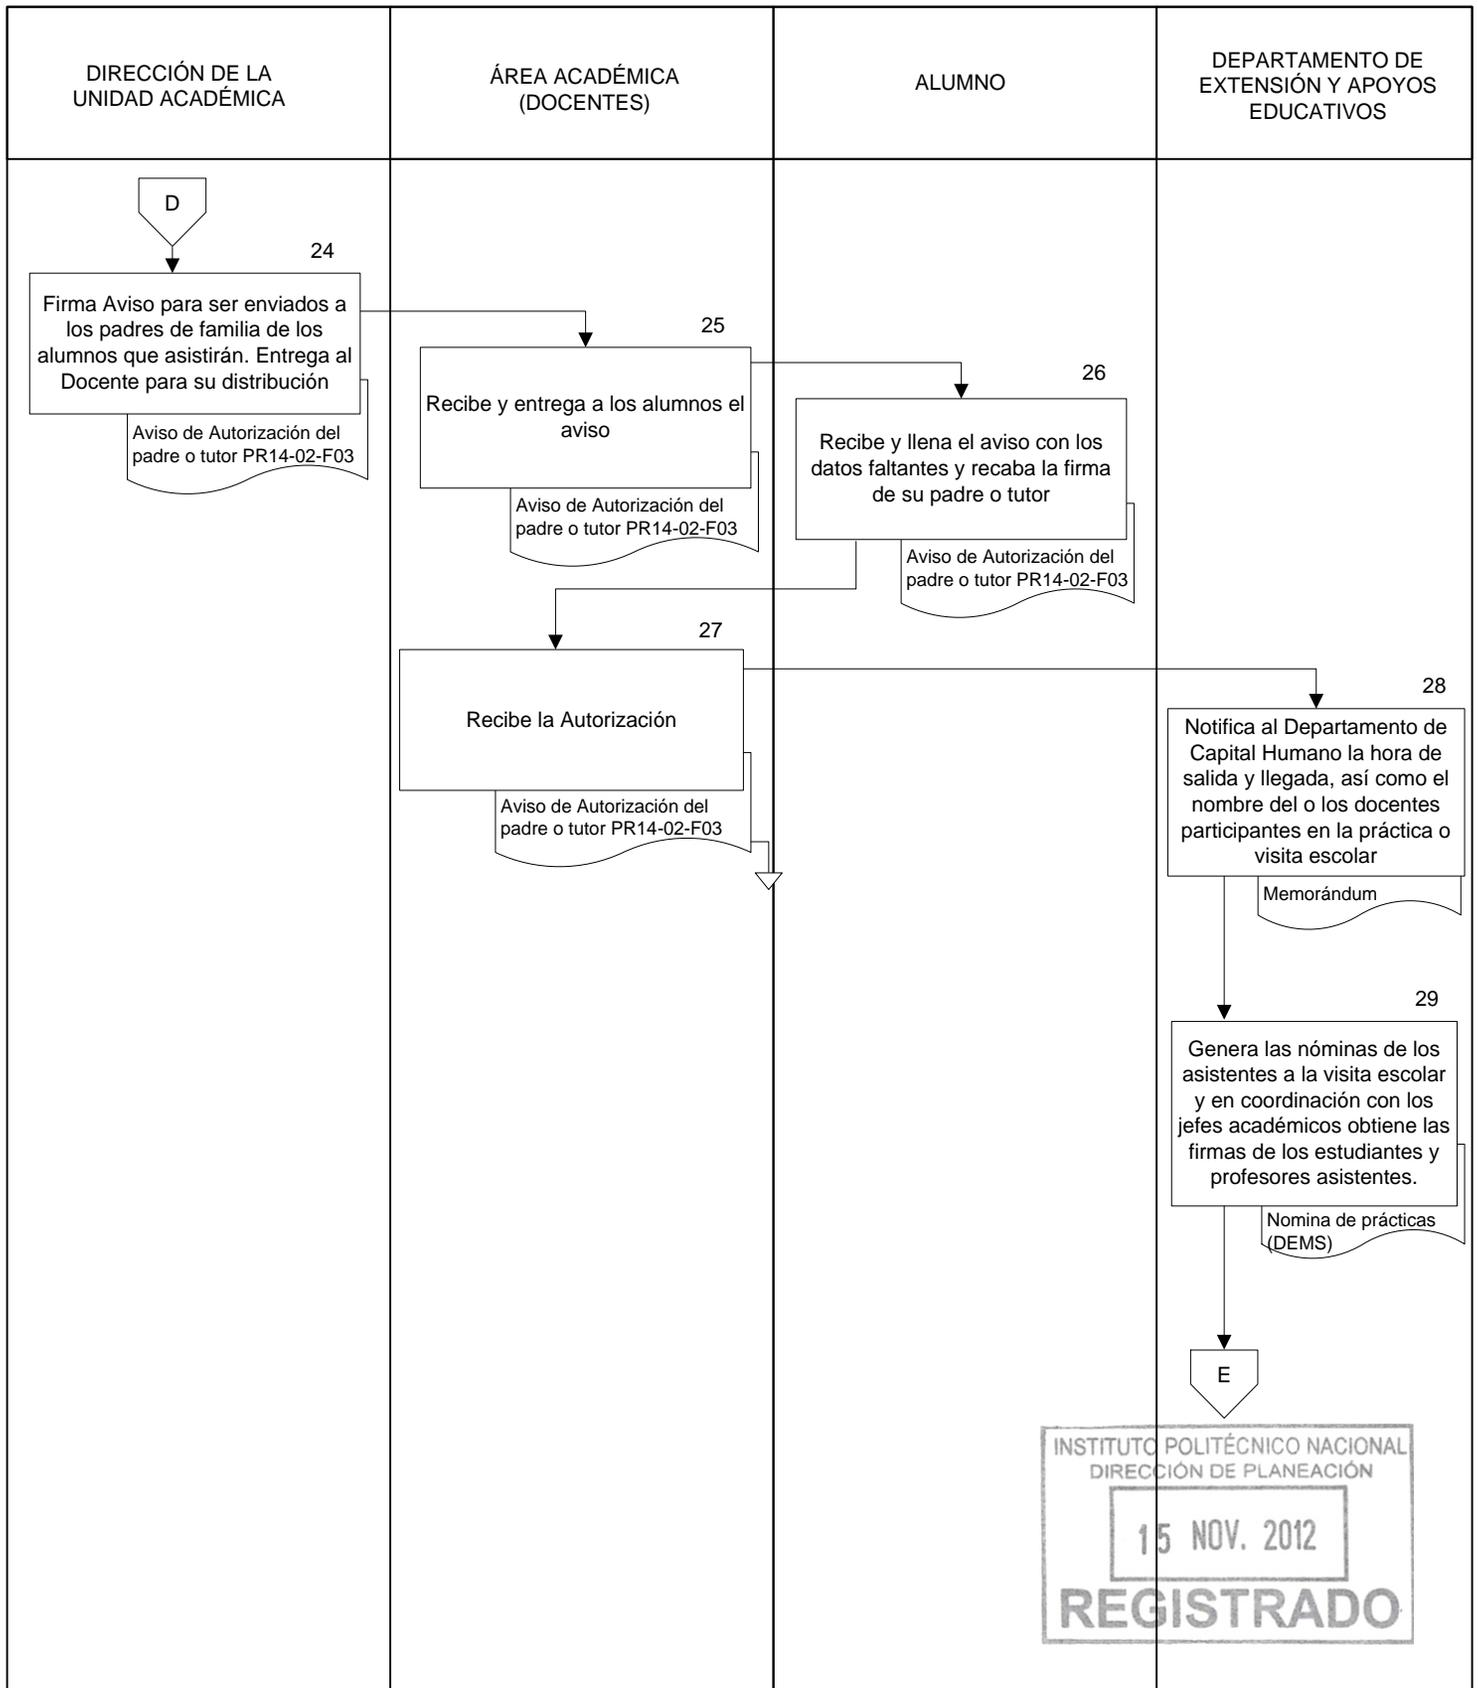 DIRECCIÓN DE LA
UNIDAD ACADÉMICA
ÁREA ACADÉMICA
(DOCENTES)
ALUMNO
DEPARTAMENTO DE
EXTENSIÓN Y APOYOS
EDUCATIVOS
D
24
Firma Aviso para ser enviados a
los padres de familia de los
alumnos que asistirán. Entrega al
Docente para su distribución
Aviso de Autorización del
padre o tutor PR14-02-F03
25
Recibe y entrega a los alumnos el
aviso
Aviso de Autorización del
padre o tutor PR14-02-F03
26
Recibe y llena el aviso con los
datos faltantes y recaba la firma
de su padre o tutor
Aviso de Autorización del
padre o tutor PR14-02-F03
27
Recibe la Autorización
Aviso de Autorización del
padre o tutor PR14-02-F03
28
Notifica al Departamento de
Capital Humano la hora de
salida y llegada, así como el
nombre del o los docentes
participantes en la práctica o
visita escolar
Memorándum
29
Genera las nóminas de los
asistentes a la visita escolar
y en coordinación con los
jefes académicos obtiene las
firmas de los estudiantes y
profesores asistentes.
Nomina de prácticas
(DEMS)
E
INSTITUTO POLITÉCNICO NACIONAL
DIRECCIÓN DE PLANEACIÓN
15 NOV. 2012
REGISTRADO